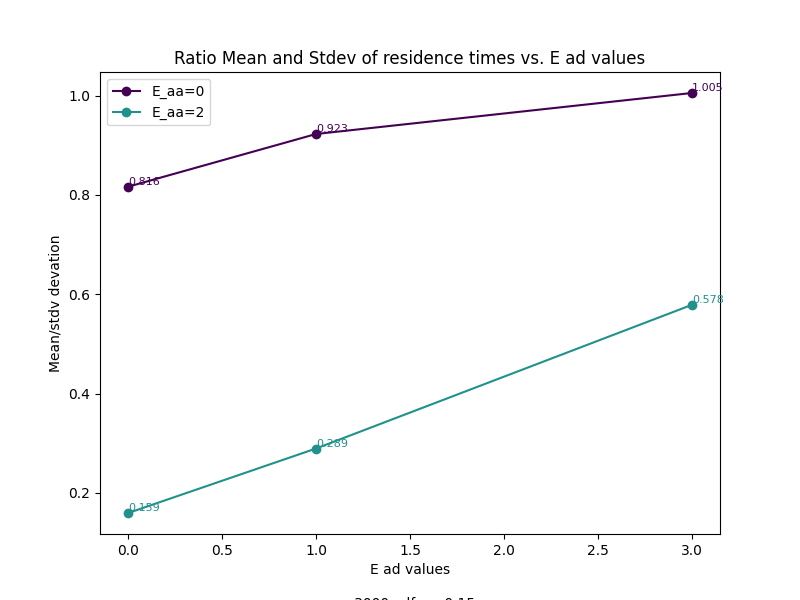 Ratio Mean and Stdev of residence times vs. E ad values
E_aa=0
E_aa=2
1.005
0.923
0.816
0.578
0.289
0.159
1.0
0.8
0.6
0.4
0.2
Mean/stdv devation
0.0 0.5 1.0 1.5 2.0 2.5 3.0
E ad values